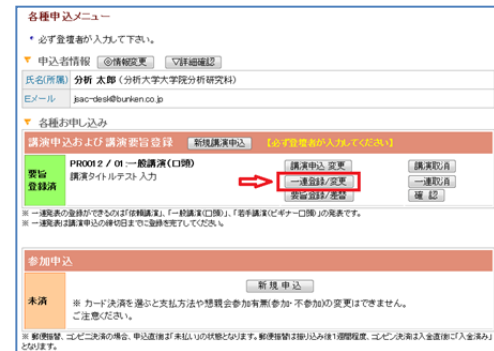 各種申込メニュー
・必ず登壇者が入力して下さい。
▼ 申込者情報 ◎情報変更 ▽詳細確認
氏名(所属) 分析 太郎 (分析大学大学院分析研究科)
Eメール jsac-desk@bunken.co.jp
▼ 各種お申し込み
講演申込および講演要旨登録 新規講演申込 【必ず登壇者が入力してください】
要旨登録済
PR0012 / 01:一般講演(口頭)
講演タイトルテスト入力
講演申込 変更 講演取消
一連登録/変更 一連取消
要旨登録/差替 確 認
※ 一連発表の登録ができるのは「依頼講演」、「一般講演(口頭)」、「若手講演(ビギナー口頭)」の発表です。
※ 一連発表は講演申込の締切日までに登録を完了してください。
参加申込
未済
新 規 申 込
※ カード決済を選ぶと支払方法や懇親会参加有無(参加・不参加)の変更はできません。
ご注意ください。
※ 郵便振替、コンビニ決済の場合、申込直後は「未払い」の状態となります。郵便振替は振り込み後1週間程度、コンビニ決済は入金直後に「入金済み」
となります。